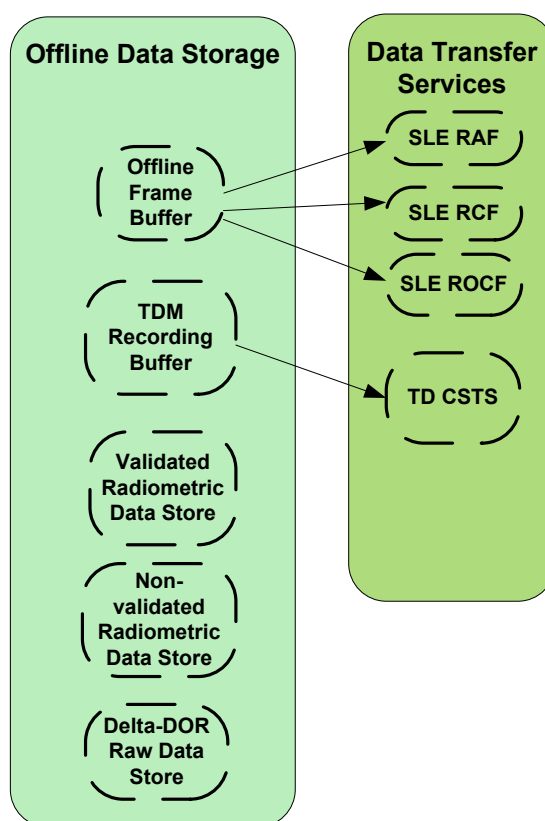 Offline Data Storage
Offline
Frame
Buffer
TDM
Recording
Buffer
Validated
Radiometric
Data Store
Non-
validated
Radiometric
Data Store
Delta-DOR
Raw Data
Store
Data Transfer
Services
SLE RAF
SLE RCF
SLE ROCF
TD CSTS